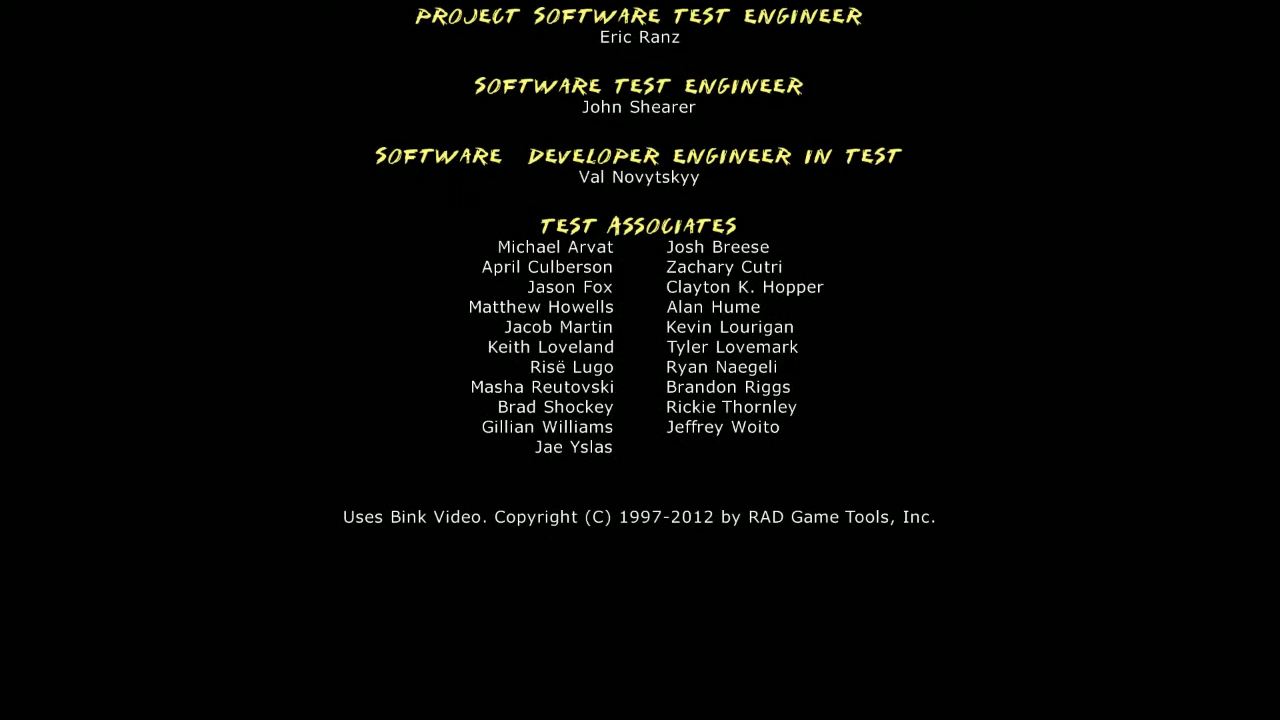 PROJECT SOFTWARE TEST ENGINEER
Eric Ranz
SOFTWARE TEST ENGINEER
John Shearer
SOFTWARE DEVELOPER ENGINEER IN TEST
Val Novytskyy
TEST ASSOCIATES
Michael Arvat Josh Breese
April Culberson Zachary Cutri
Jason Fox Clayton K. Hopper
Matthew Howells Alan Hume
Jacob Martin Kevin Lourigan
Keith Loveland Tyler Lovemark
Risë Lugo Ryan Naegeli
Masha Reutovski Brandon Riggs
Brad Shockey Rickie Thornley
Gillian Williams Jeffrey Woito
Jae Yslas
Uses Bink Video. Copyright (C) 1997-2012 by RAD Game Tools, Inc.